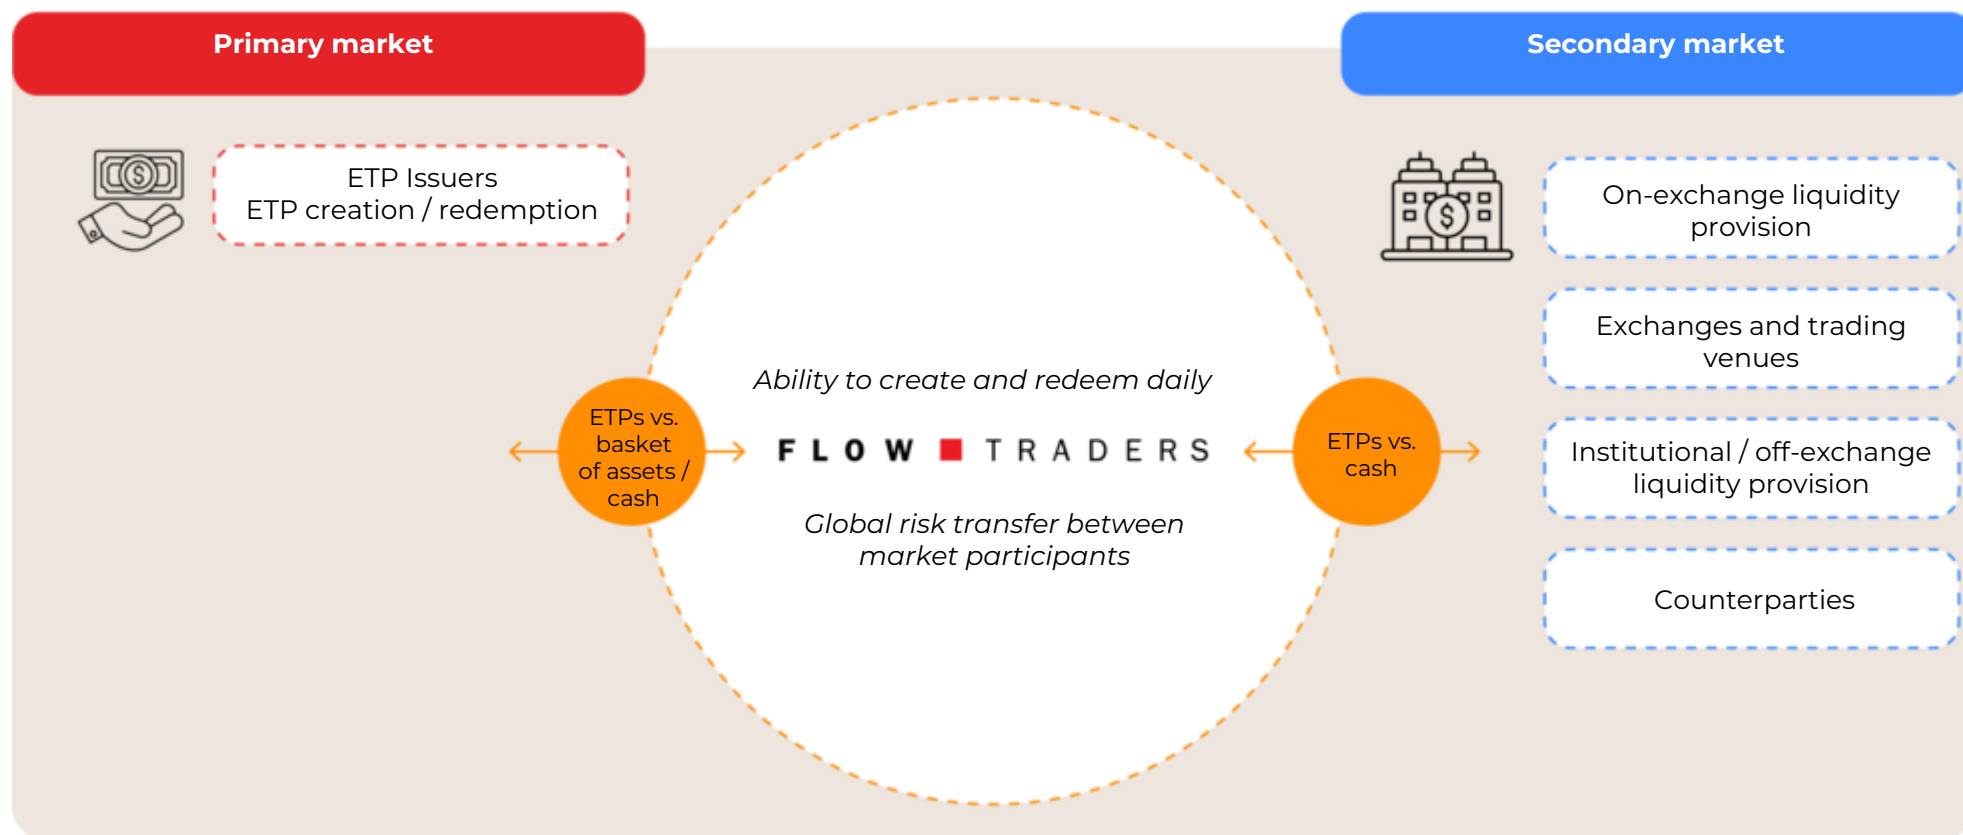 Primary market
Secondary market
ETP Issuers
ETP creation / redemption
ETPs vs.
basket
of assets /
cash
Ability to create and redeem daily
FLOW TRADERS
Global risk transfer between
market participants
ETPs vs.
cash
On-exchange liquidity
provision
Exchanges and trading
venues
Institutional / off-exchange
liquidity provision
Counterparties